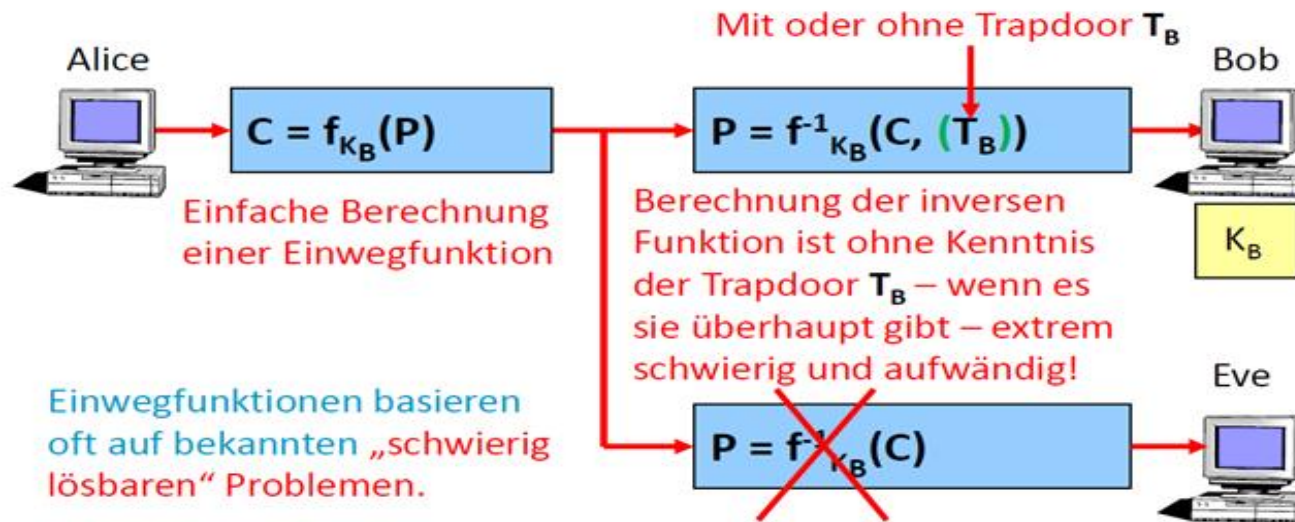 Mit oder ohne Trapdoor T_B
Alice
Bob
C = f_{K_B}(P)
P = f^{-1}_{K_B}(C, (T_B))
Einfache Berechnung
einer Einwegfunktion
Berechnung der inversen
Funktion ist ohne Kenntnis
der Trapdoor T_B – wenn es
sie überhaupt gibt – extrem
schwierig und aufwändig!
K_B
Einwegfunktionen basieren
oft auf bekannten „schwierig
lösbaren“ Problemen.
P = f^{-1}_{K_B}(C)
Eve